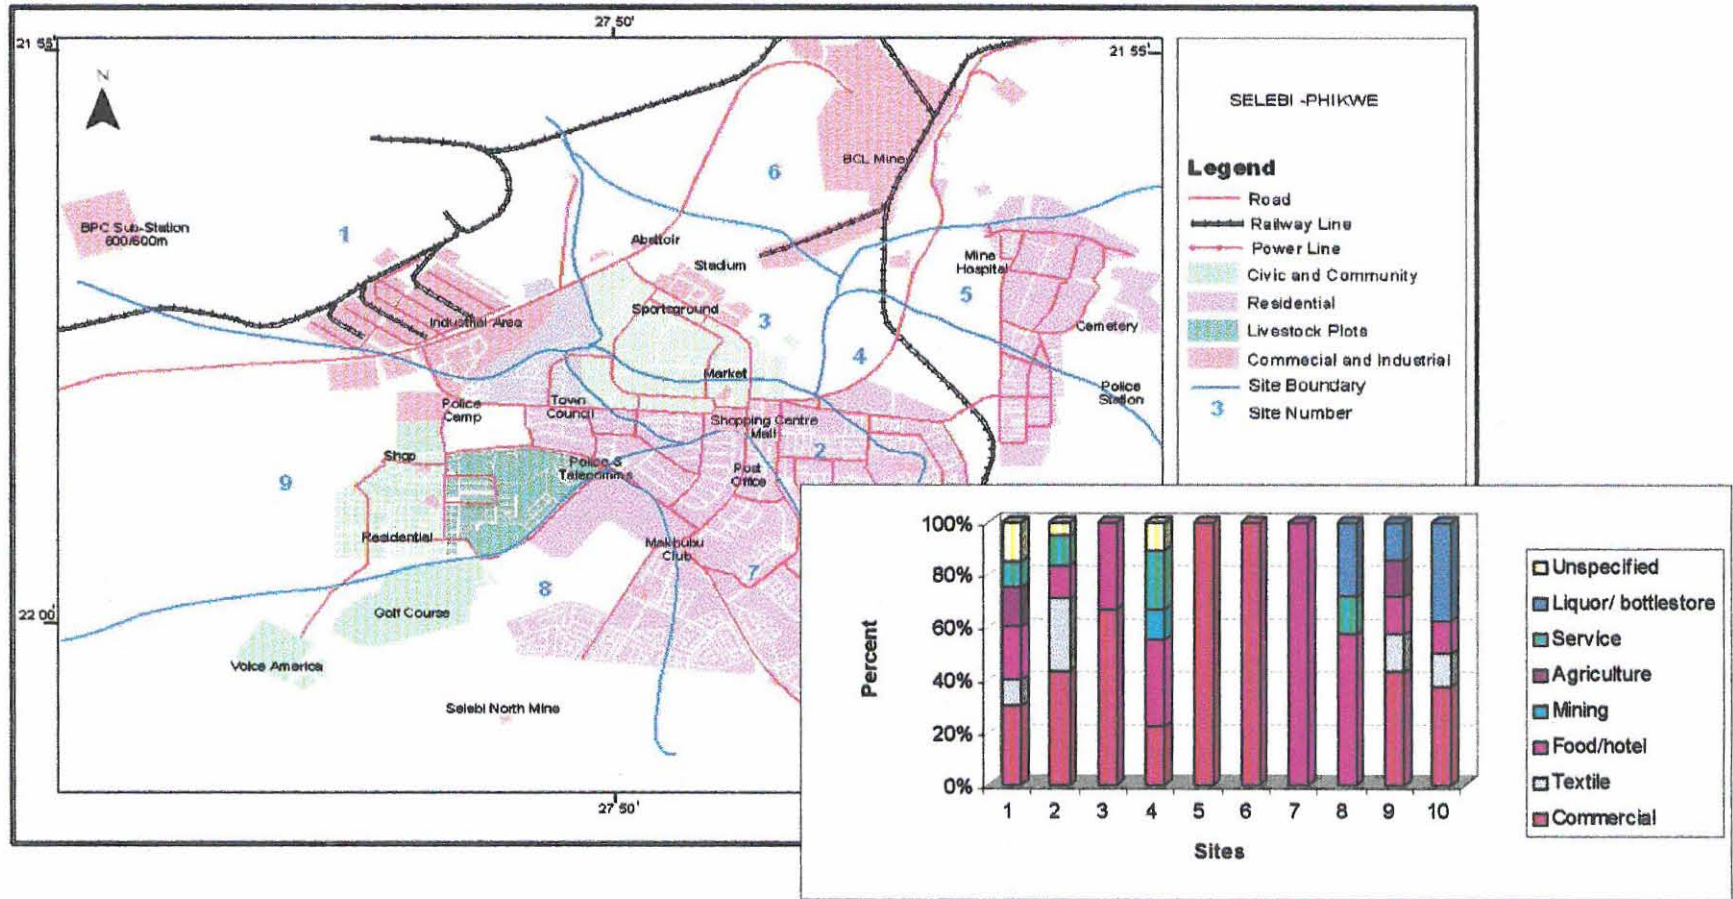 27 50'
21 55'
21 55'
N
SELEBI -PHIKWE
Legend
Road
Railway Line
Power Line
Civic and Community
Residential
Livestock Plots
Commecial and Industrial
Site Boundary
3 Site Number
6
BCL Mine
BPC Sub-Station
600/600m
1
Abattoir
Stadium
Mine
Hospital
5
Industrial Area
Sportsground
3
Cemetery
4
Market
Police
Station
Police
Camp
Town
Council
Shopping Centre
Mall
2
Shop
Police &
Telecomms
Post
Office
9
Residential
Makhubu
Club
7
8
Golf Course
22 00'
Voice America
Selebi North Mine
27 50'
100%
80%
60%
40%
20%
0%
Percent
1 2 3 4 5 6 7 8 9 10
Sites
Unspecified
Liquor/ bottlestore
Service
Agriculture
Mining
Food/hotel
Textile
Commercial